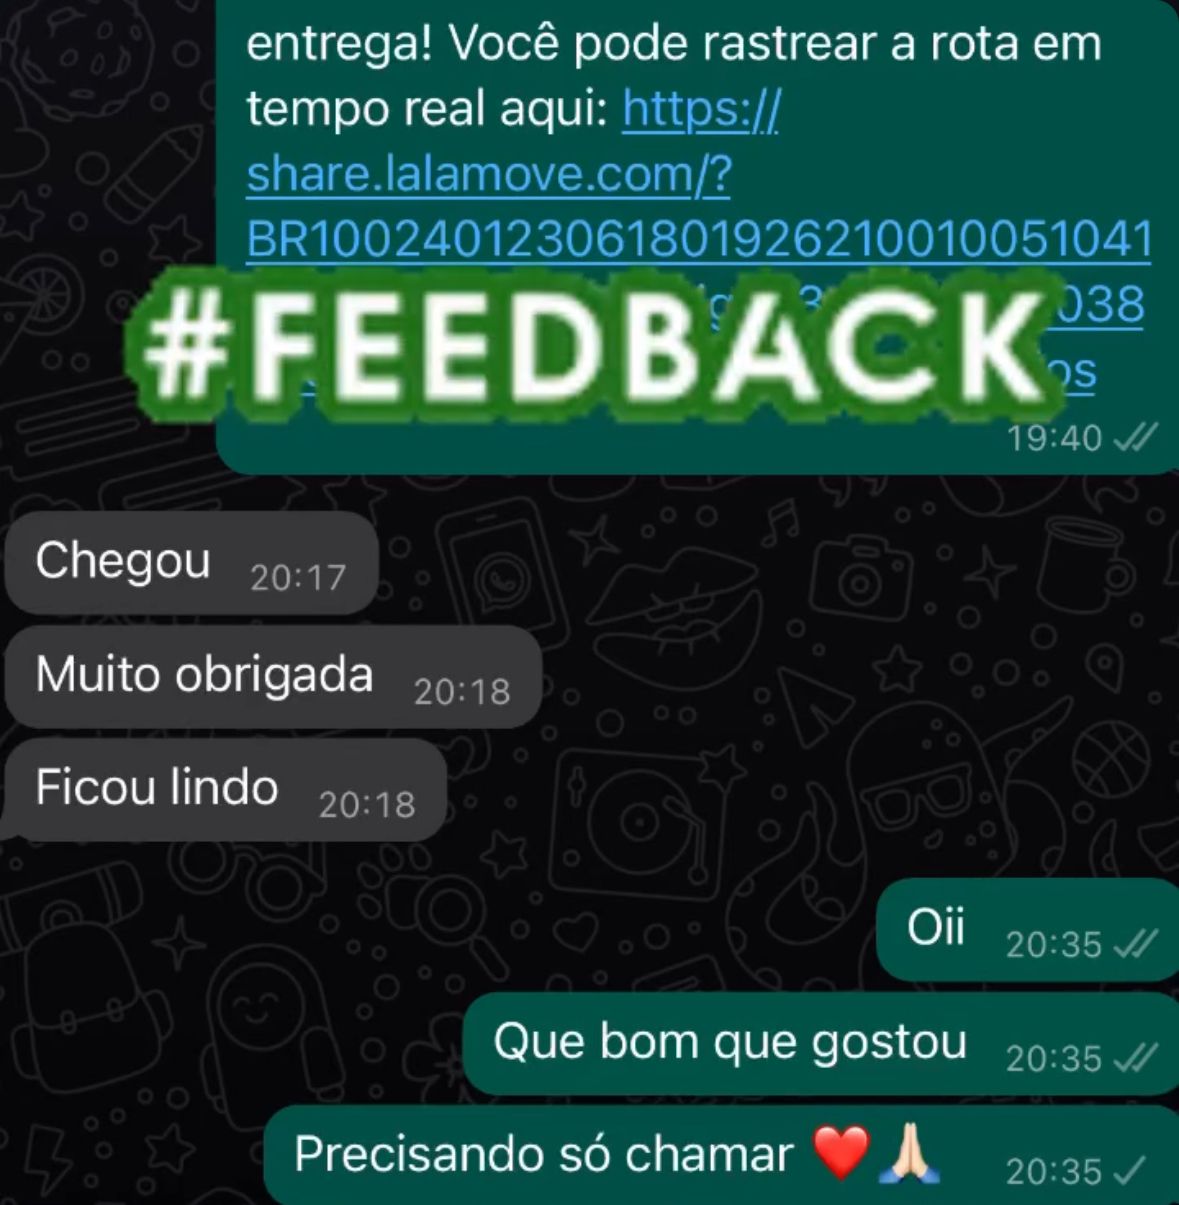 entrega! Você pode rastrear a rota em
tempo real aqui: https://
share.lalamove.com/?
BR100240123061801926210010051041
038
#FEEDBACK
os
19:40
Chegou 20:17
Muito obrigada 20:18
Ficou lindo 20:18
Oii 20:35
Que bom que gostou 20:35
Precisando só chamar ❤️🙏🏻 20:35